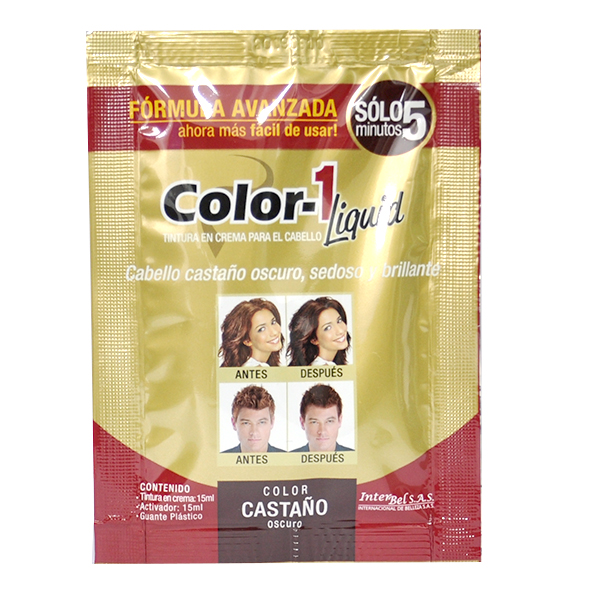 FÓRMULA AVANZADA
ahora más fácil de usar!
SÓLO 5
minutos
Color-1
Liquid
TINTURA EN CREMA PARA EL CABELLO
Cabello castaño oscuro, sedoso y brillante
ANTES DESPUÉS
ANTES DESPUÉS
CONTENIDO
• Tintura en crema: 15ml
• Activador: 15ml
• Guante Plástico
COLOR
CASTAÑO
oscuro
InterBel S.A.S.
INTERNACIONAL DE BELLEZA S.A.S